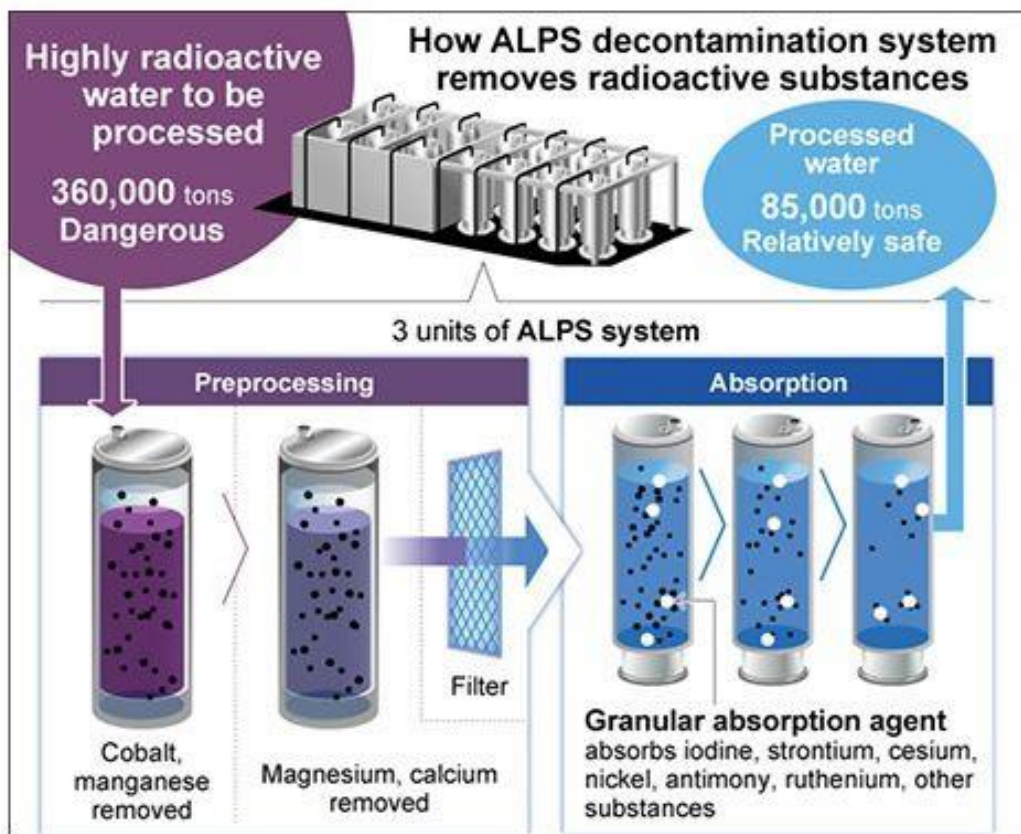 Highly radioactive
water to be
processed
360,000 tons
Dangerous
How ALPS decontamination system
removes radioactive substances
Processed
water
85,000 tons
Relatively safe
3 units of ALPS system
Preprocessing
Cobalt,
manganese
removed
Magnesium, calcium
removed
Filter
Absorption
Granular absorption agent
absorbs iodine, strontium, cesium,
nickel, antimony, ruthenium, other
substances